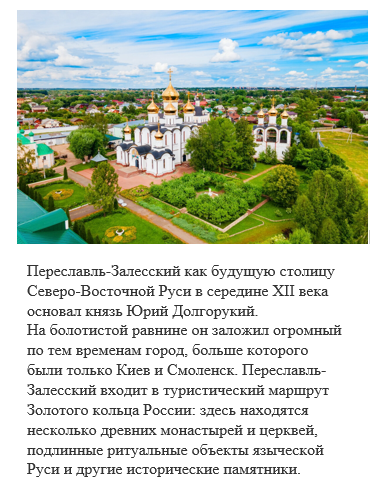 Переславль-Залесский как будущую столицу
Северо-Восточной Руси в середине XII века
основал князь Юрий Долгорукий.
На болотистой равнине он заложил огромный
по тем временам город, больше которого
были только Киев и Смоленск. Переславль-
Залесский входит в туристический маршрут
Золотого кольца России: здесь находятся
несколько древних монастырей и церквей,
подлинные ритуальные объекты языческой
Руси и другие исторические памятники.